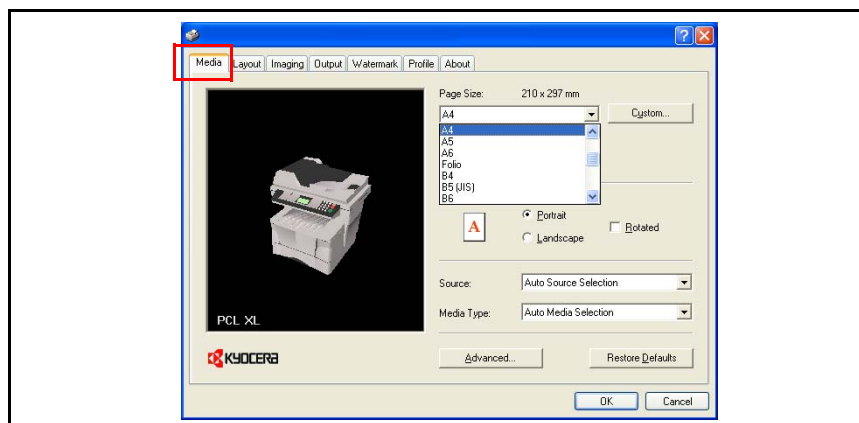 Media Layout Imaging Output Watermark Profile About
Page Size: 210 x 297 mm
A4 Custom...
A4
A5
A6
Folio
B4
B5 (JIS)
B6
A Portrait Rotated
Landscape
Source: Auto Source Selection
Media Type: Auto Media Selection
PCL XL
KYOCERA Advanced... Restore Defaults
OK Cancel